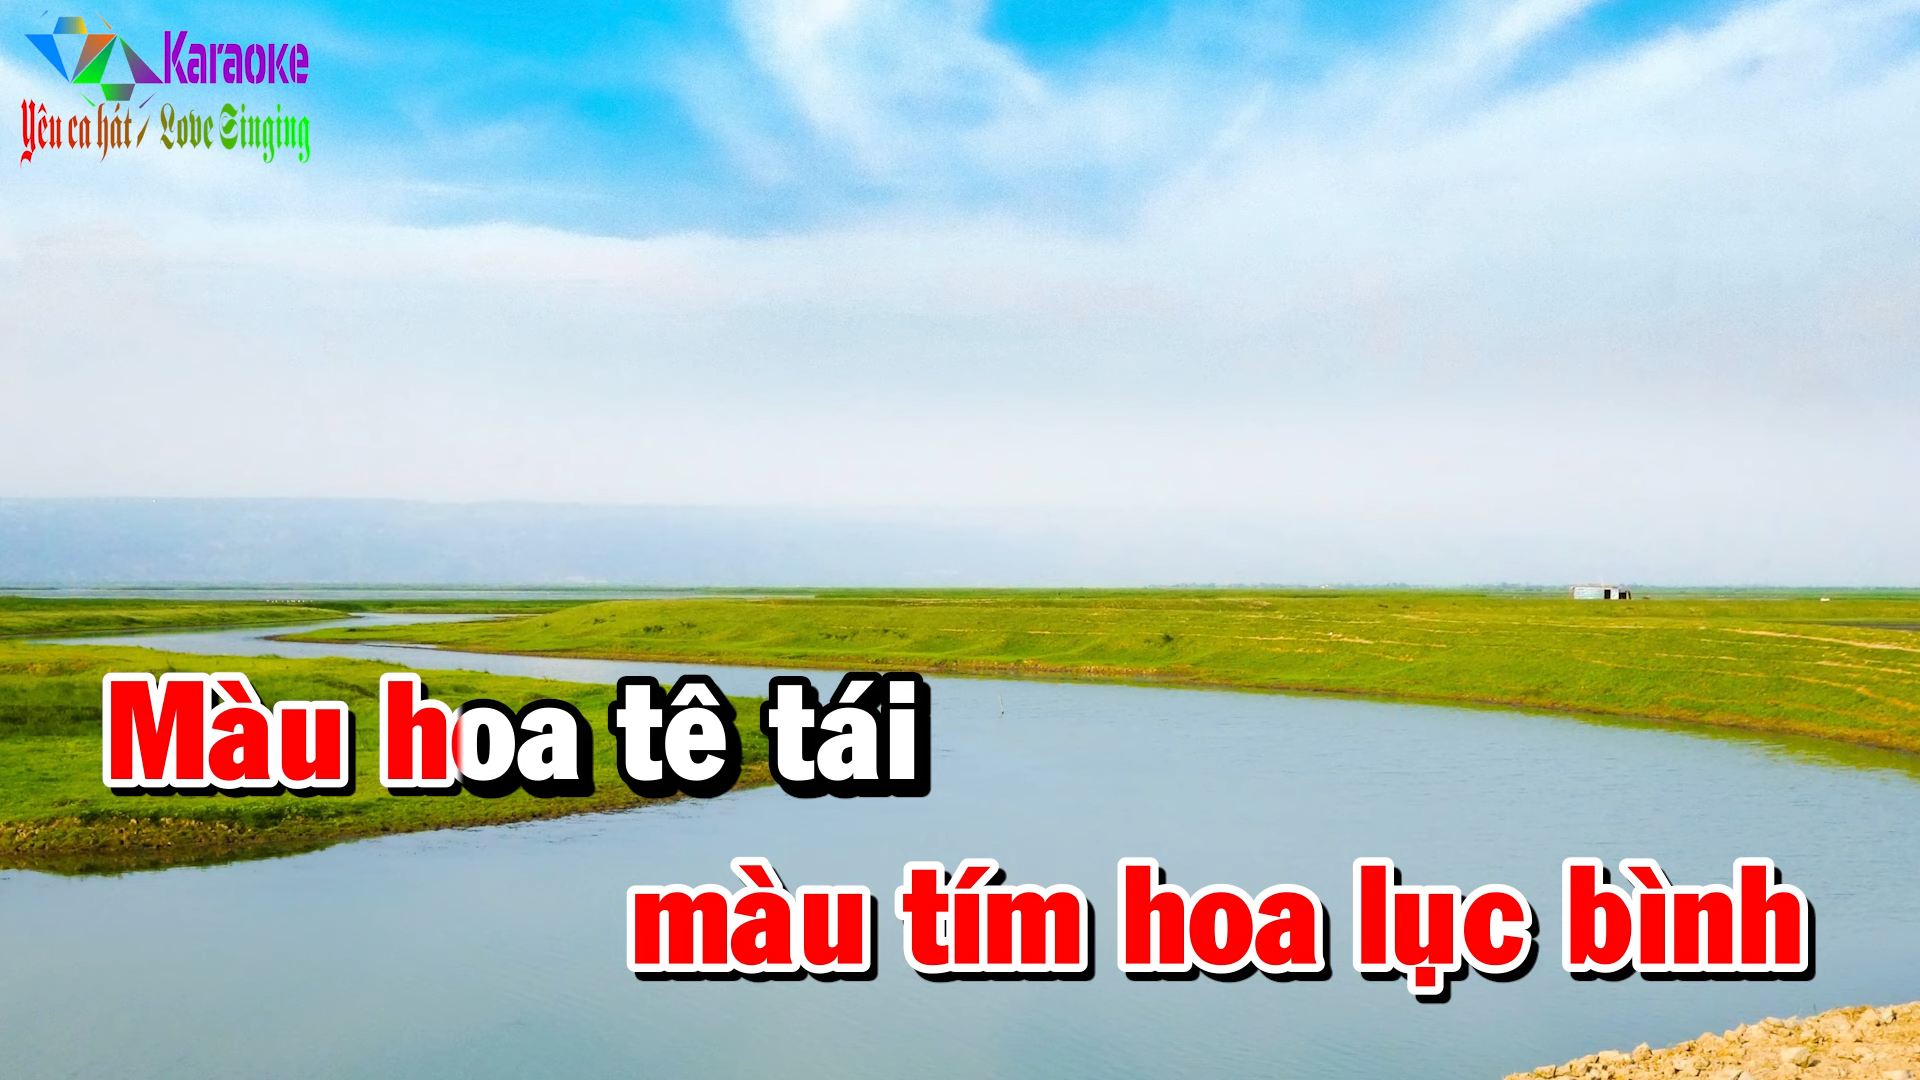 Karaoke
Yêu ca hát / Love Singing
Màu hoa tê tái
màu tím hoa lục bình